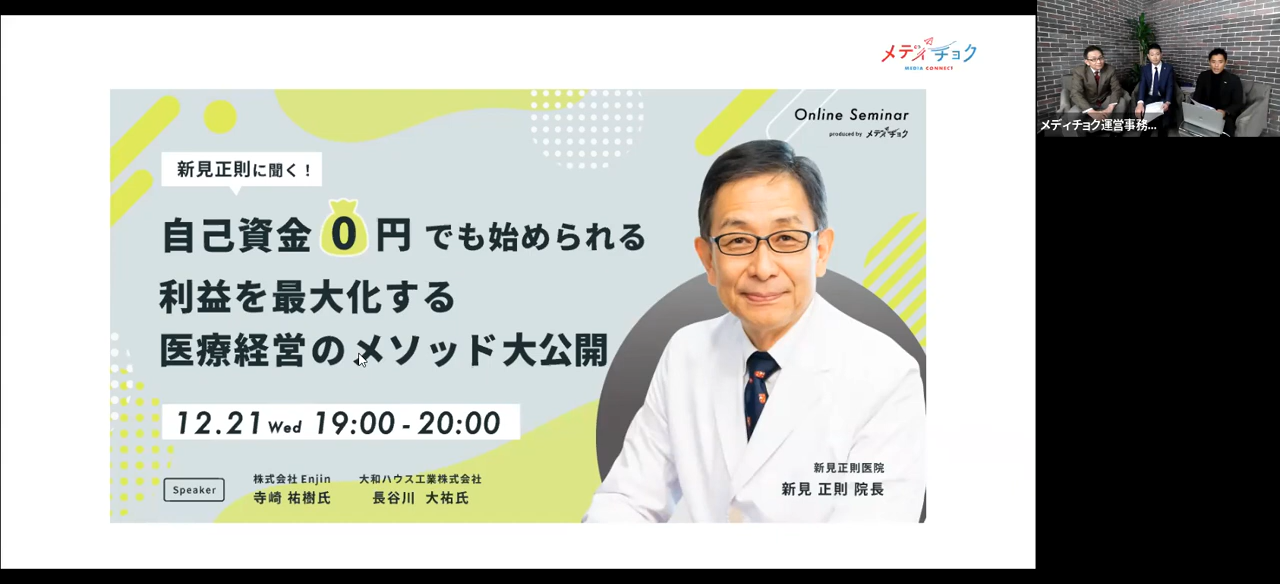 メディチョク
MEDIA CONNECT
Online Seminar
produced by メディチョク
新見正則に聞く！
自己資金0円でも始められる
利益を最大化する
医療経営のメソッド大公開
12.21 Wed 19:00 - 20:00
Speaker
株式会社 Enjin
寺崎 祐樹氏
大和ハウス工業株式会社
長谷川 大祐氏
新見正則医院
新見 正則 院長
メディチョク運営事務...